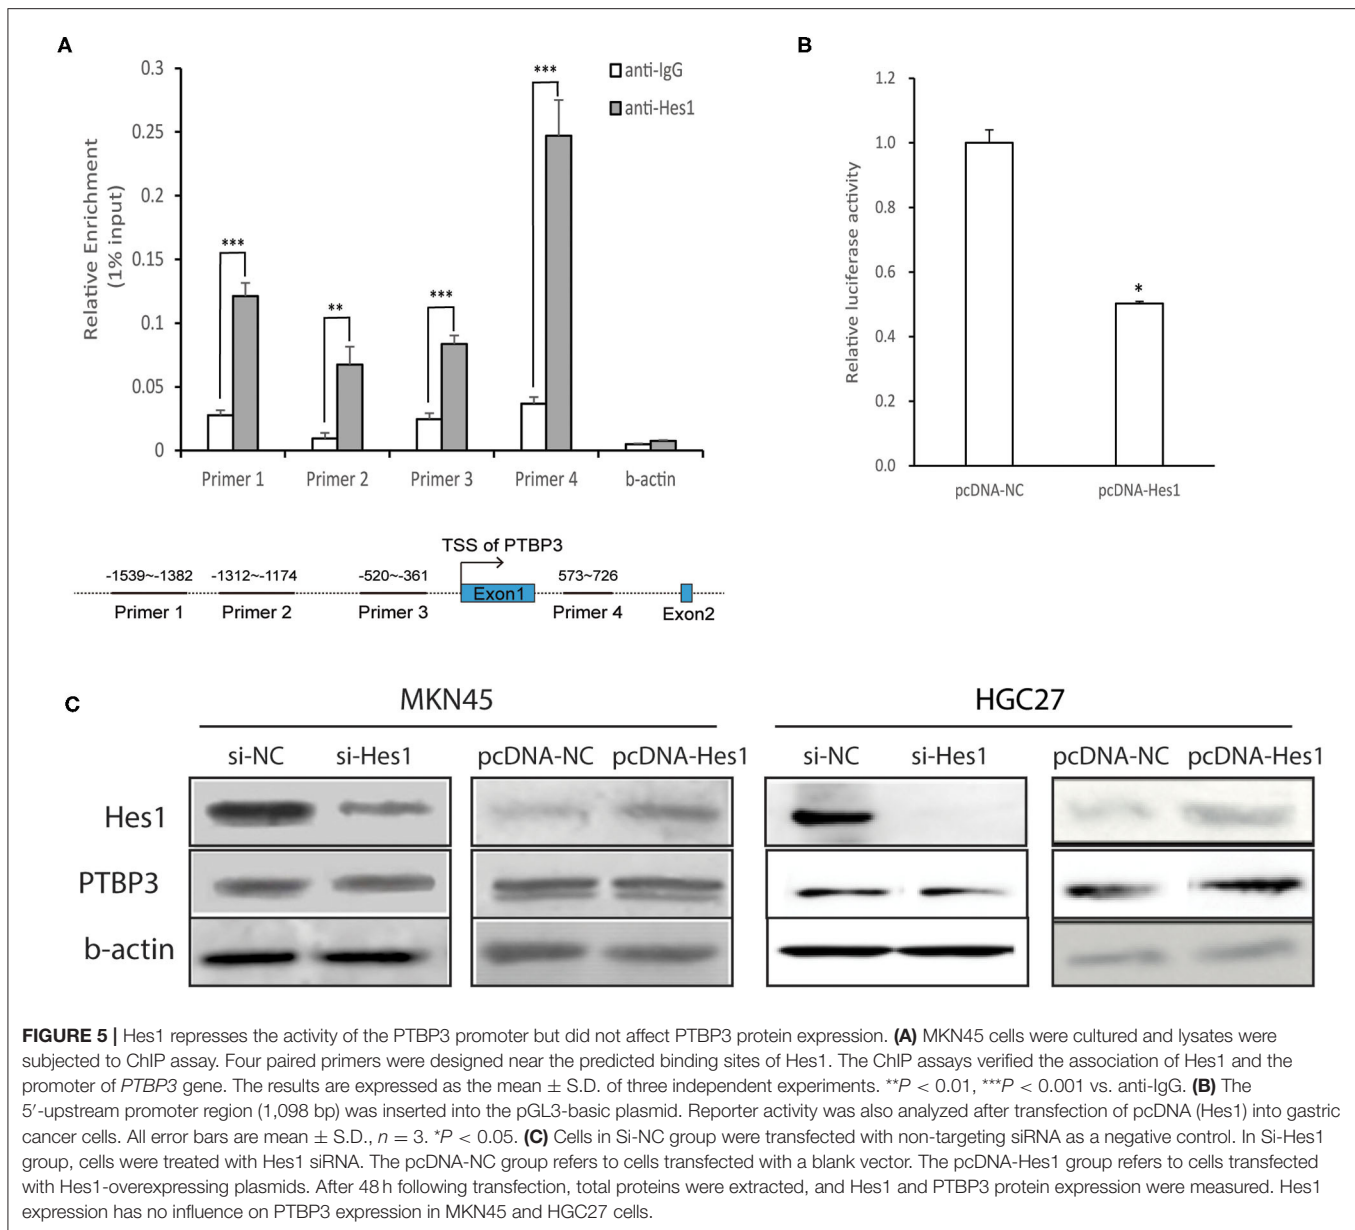 A
B
0.3
0.25
0.2
0.15
0.1
0.05
0
Relative Enrichment
(1% input)
anti-IgG
anti-Hes1
***
**
***
***
Primer 1
Primer 2
Primer 3
Primer 4
b-actin
1.2
1.0
0.8
0.6
0.4
0.2
0.0
Relative luciferase activity
*
pcDNA-NC
pcDNA-Hes1
TSS of PTBP3
-1539~-1382
-1312~-1174
-520~-361
573~726
Exon1
Primer 1
Primer 2
Primer 3
Primer 4
Exon2
C
MKN45
HGC27
si-NC
si-Hes1
pcDNA-NC
pcDNA-Hes1
si-NC
si-Hes1
pcDNA-NC
pcDNA-Hes1
Hes1
PTBP3
b-actin
FIGURE 5 | Hes1 represses the activity of the PTBP3 promoter but did not affect PTBP3 protein expression. (A) MKN45 cells were cultured and lysates were
subjected to ChIP assay. Four paired primers were designed near the predicted binding sites of Hes1. The ChIP assays verified the association of Hes1 and the
promoter of PTBP3 gene. The results are expressed as the mean ± S.D. of three independent experiments. **P < 0.01, ***P < 0.001 vs. anti-IgG. (B) The
5′-upstream promoter region (1,098 bp) was inserted into the pGL3-basic plasmid. Reporter activity was also analyzed after transfection of pcDNA (Hes1) into gastric
cancer cells. All error bars are mean ± S.D., n = 3. *P < 0.05. (C) Cells in Si-NC group were transfected with non-targeting siRNA as a negative control. In Si-Hes1
group, cells were treated with Hes1 siRNA. The pcDNA-NC group refers to cells transfected with a blank vector. The pcDNA-Hes1 group refers to cells transfected
with Hes1-overexpressing plasmids. After 48 h following transfection, total proteins were extracted, and Hes1 and PTBP3 protein expression were measured. Hes1
expression has no influence on PTBP3 expression in MKN45 and HGC27 cells.